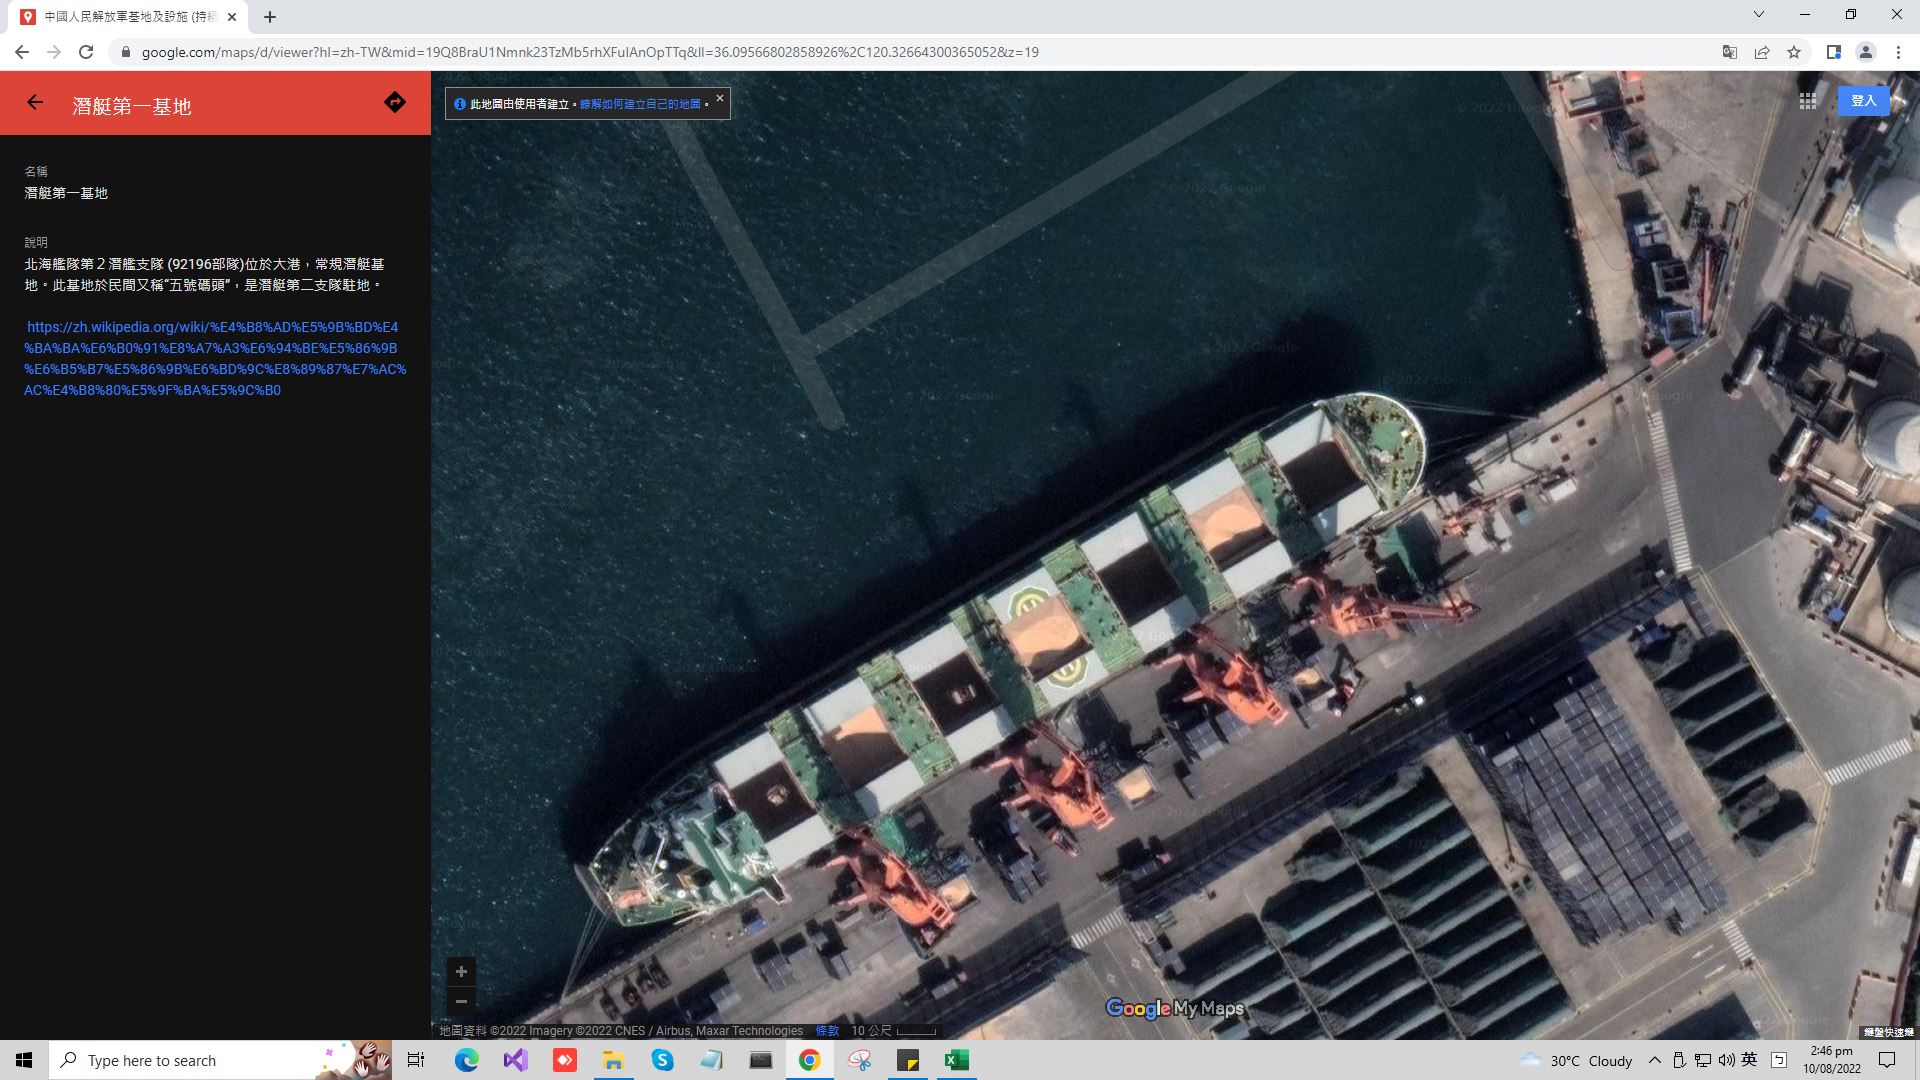 中國人民解放軍基地及設施 (持續
google.com/maps/d/viewer?hl=zh-TW&mid=19Q8BraU1Nmnk23TzMb5rhXFulAnOpTTq&ll=36.09566802858926%2C120.32664300365052&z=19
潛艇第一基地
此地圖由使用者建立。瞭解如何建立自己的地圖。
登入
名稱
潛艇第一基地
說明
北海艦隊第２潛艦支隊 (92196部隊)位於大港，常規潛艇基
地。此基地於民間又稱"五號碼頭"，是潛艇第二支隊駐地。
https://zh.wikipedia.org/wiki/%E4%B8%AD%E5%9B%BD%E4
%BA%BA%E6%B0%91%E8%A7%A3%E6%94%BE%E5%86%9B
%E6%B5%B7%E5%86%9B%E6%BD%9C%E8%89%87%E7%AC%
AC%E4%B8%80%E5%9F%BA%E5%9C%B0
© 2022 Google
Google My Maps
地圖資料 ©2022 Imagery ©2022 CNES / Airbus, Maxar Technologies 條款 10 公尺
鍵盤快速鍵
Type here to search
30°C Cloudy
英
2:46 pm
10/08/2022